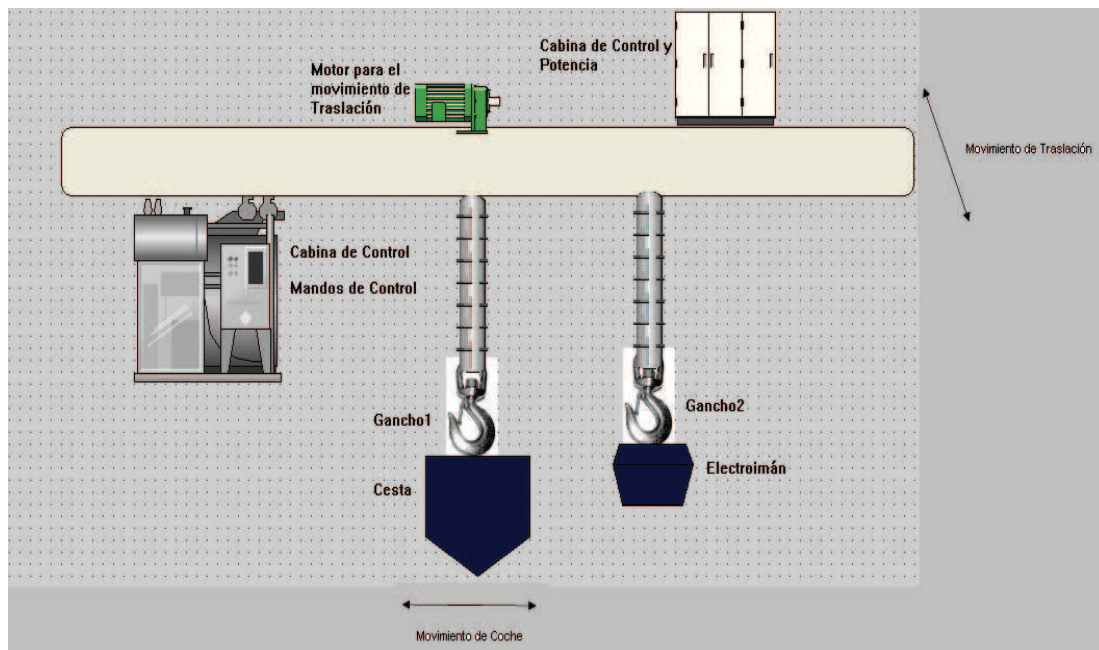 Cabina de Control y
Potencia
Motor para el
movimiento de
Traslación
Movimiento de Traslación
Cabina de Control
Mandos de Control
Gancho1
Gancho2
Electroimán
Cesta
Movimiento de Coche